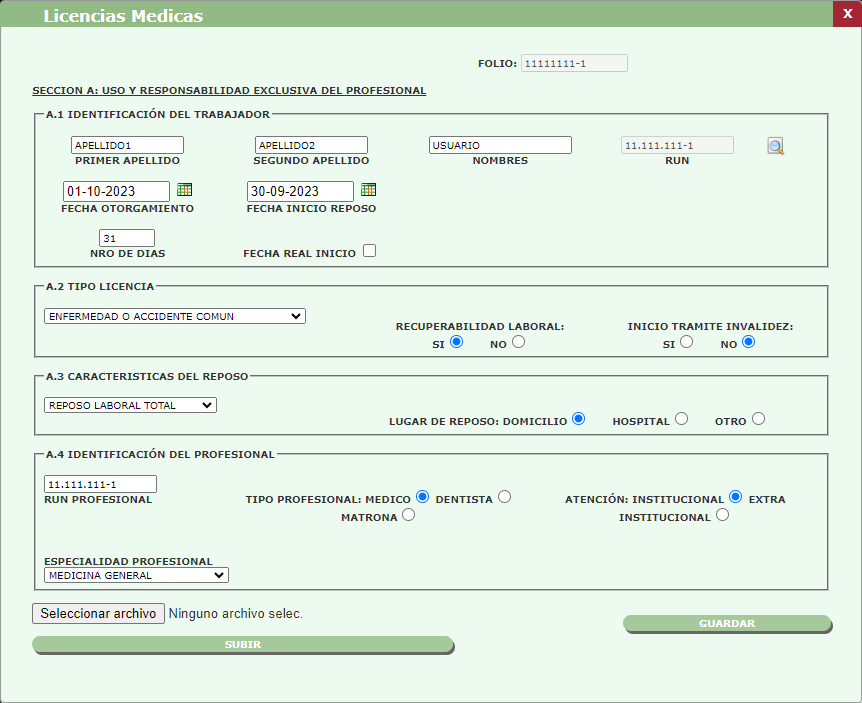 Licencias Medicas
X
FOLIO: 11111111-1
SECCION A: USO Y RESPONSABILIDAD EXCLUSIVA DEL PROFESIONAL
A.1 IDENTIFICACIÓN DEL TRABAJADOR
APELLIDO1 APELLIDO2 USUARIO 11.111.111-1
PRIMER APELLIDO SEGUNDO APELLIDO NOMBRES RUN
01-10-2023 30-09-2023
FECHA OTORGAMIENTO FECHA INICIO REPOSO
31
NRO DE DIAS FECHA REAL INICIO
A.2 TIPO LICENCIA
ENFERMEDAD O ACCIDENTE COMUN
RECUPERABILIDAD LABORAL: INICIO TRAMITE INVALIDEZ:
SI NO SI NO
A.3 CARACTERISTICAS DEL REPOSO
REPOSO LABORAL TOTAL
LUGAR DE REPOSO: DOMICILIO HOSPITAL OTRO
A.4 IDENTIFICACIÓN DEL PROFESIONAL
11.111.111-1
RUN PROFESIONAL TIPO PROFESIONAL: MEDICO DENTISTA ATENCIÓN: INSTITUCIONAL EXTRA
MATRONA INSTITUCIONAL
ESPECIALIDAD PROFESIONAL
MEDICINA GENERAL
Seleccionar archivo Ninguno archivo selec.
GUARDAR
SUBIR